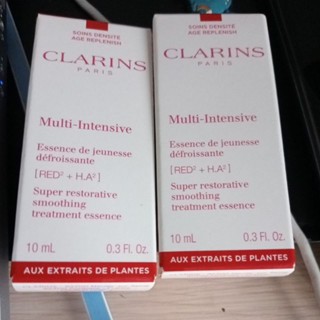 SOINS DENSITÉ
AGE REPLENISH
CLARINS
PARIS
Multi-Intensive
Essence de jeunesse
défroissante
[RED² + H.A²]
Super restorative
smoothing
treatment essence
10 mL 0.3 Fl. Oz.
AUX EXTRAITS DE PLANTES
SOINS DENSITÉ
AGE REPLENISH
CLARINS
PARIS
Multi-Intensive
Essence de jeunesse
défroissante
[RED² + H.A²]
Super restorative
smoothing
treatment essence
10 mL 0.3 Fl. Oz.
AUX EXTRAITS DE PLANTES